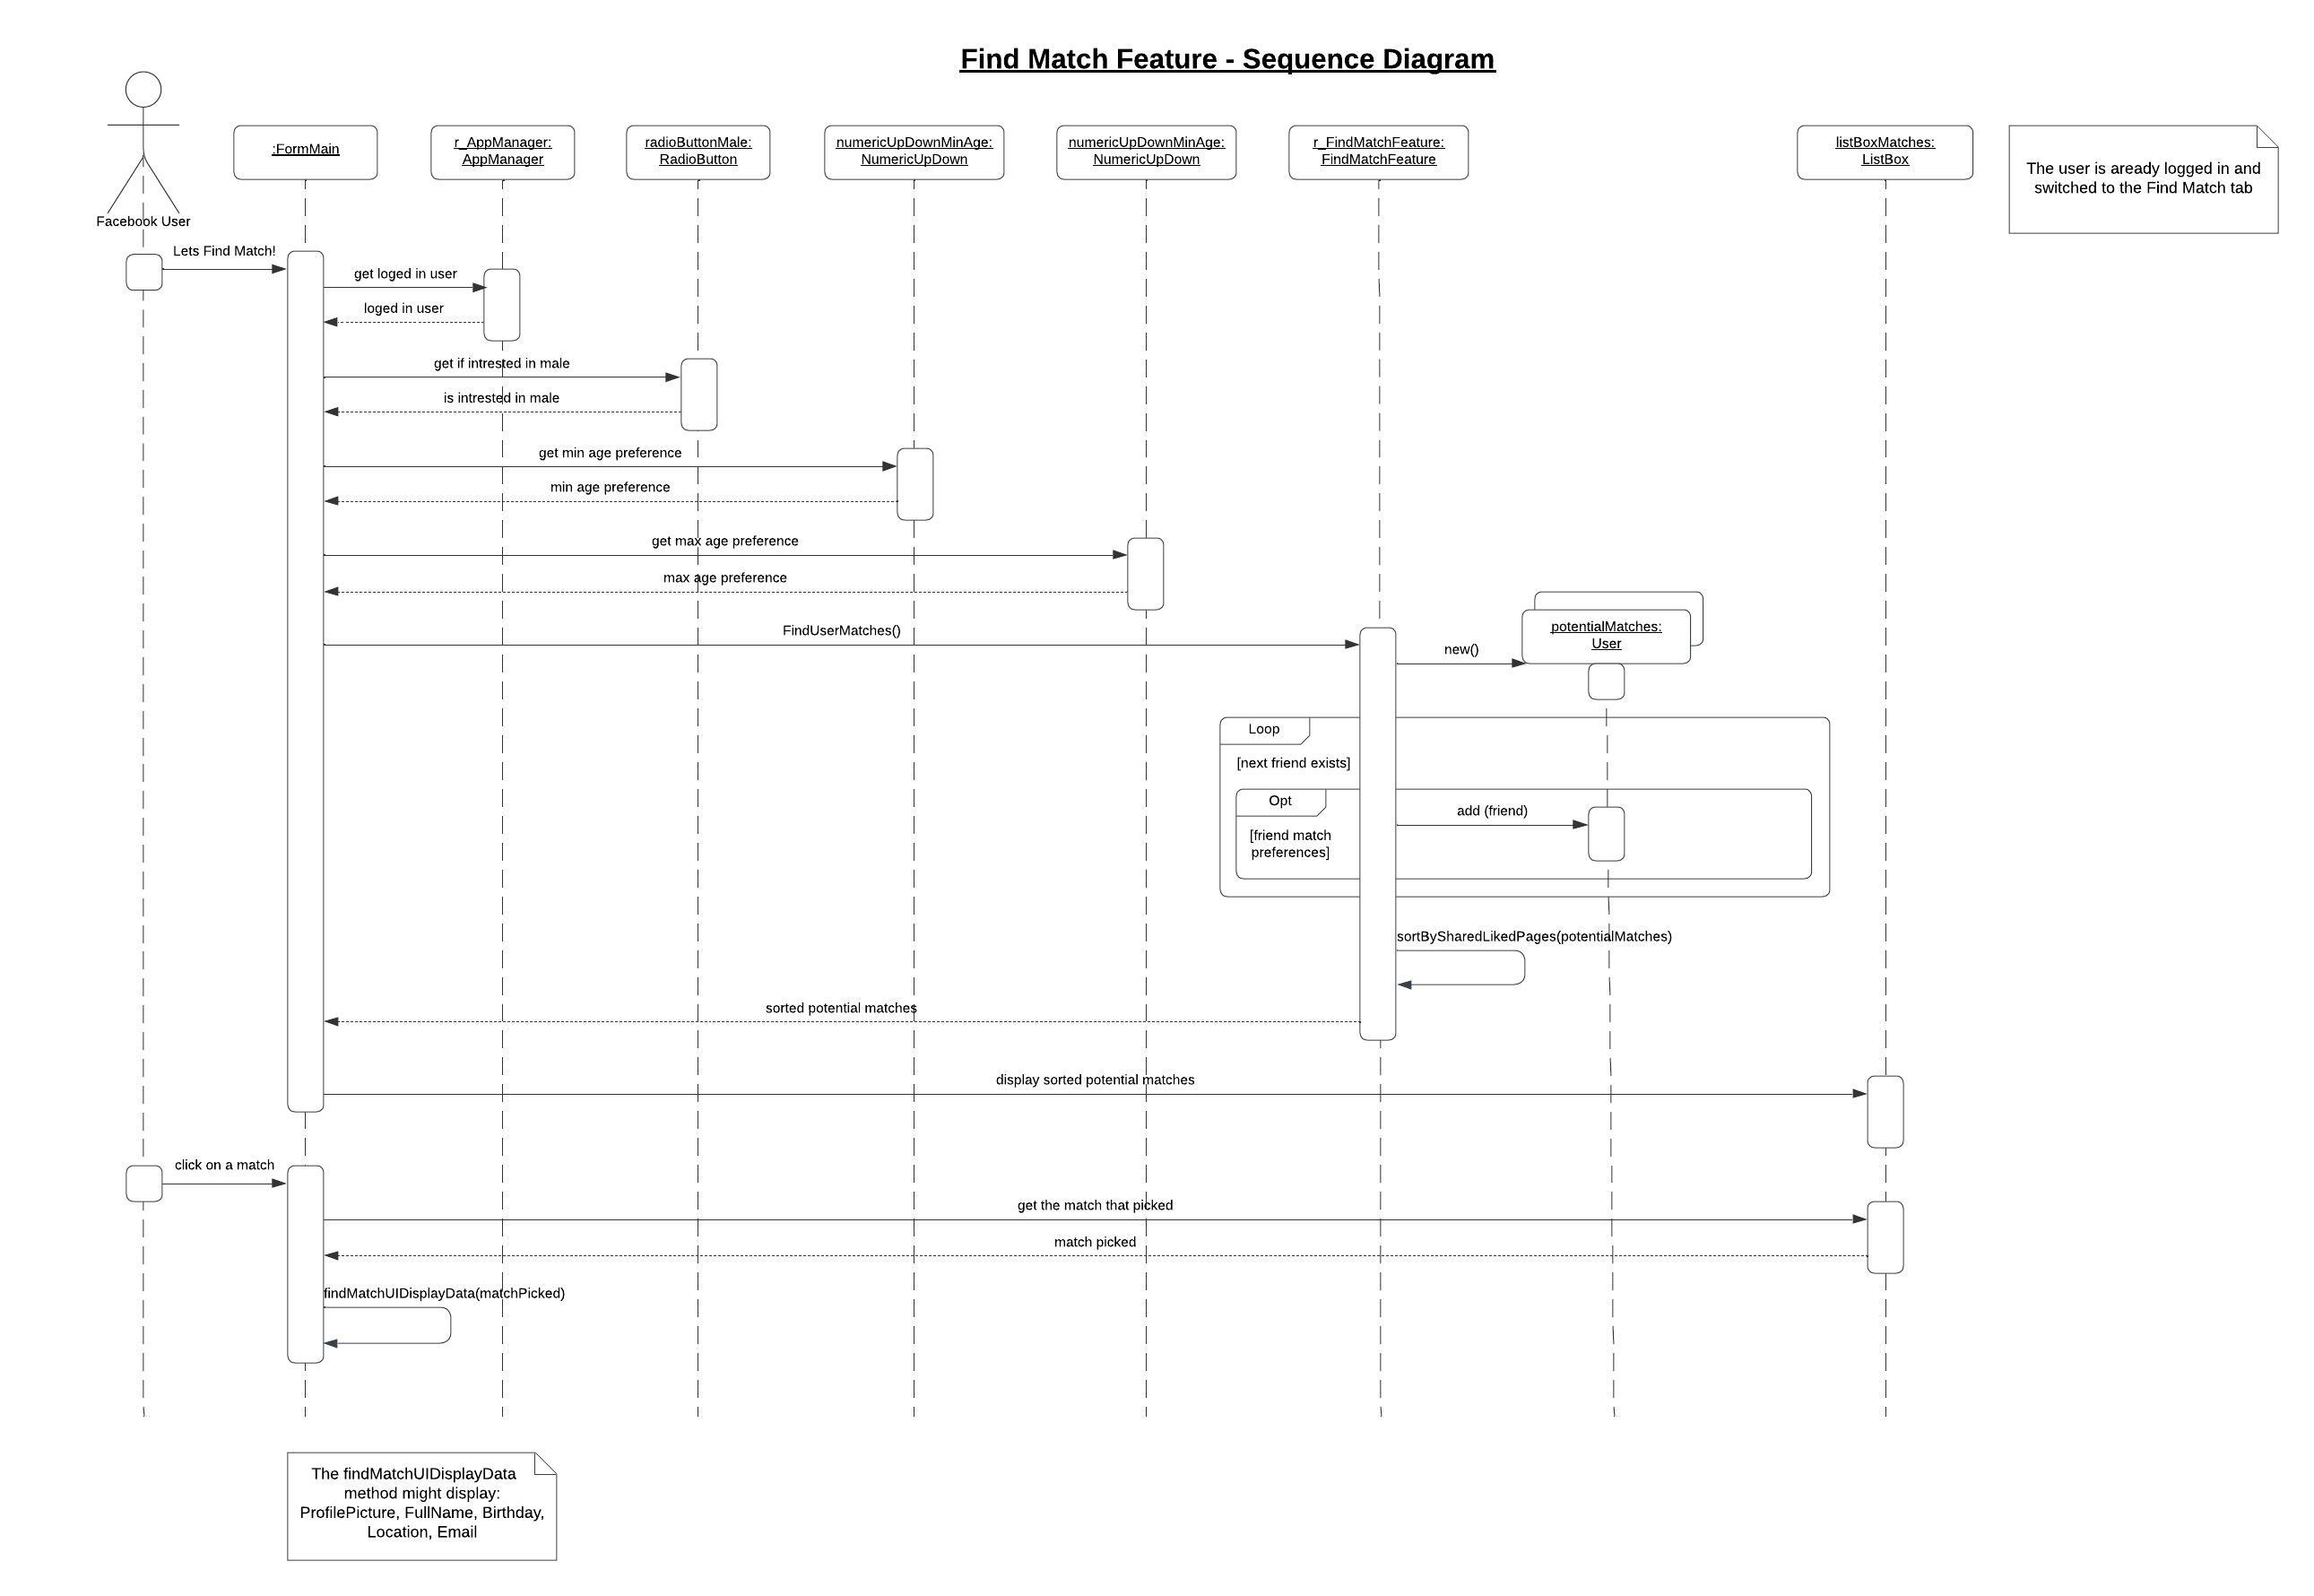 Find Match Feature - Sequence Diagram
:FormMain
r_AppManager:
AppManager
radioButtonMale:
RadioButton
numericUpDownMinAge:
NumericUpDown
numericUpDownMinAge:
NumericUpDown
r_FindMatchFeature:
FindMatchFeature
listBoxMatches:
ListBox
The user is aready logged in and
switched to the Find Match tab
Facebook User
Lets Find Match!
get loged in user
loged in user
get if intrested in male
is intrested in male
get min age preference
min age preference
get max age preference
max age preference
FindUserMatches()
potentialMatches:
User
new()
Loop
[next friend exists]
Opt
add (friend)
[friend match
preferences]
sortBySharedLikedPages(potentialMatches)
sorted potential matches
display sorted potential matches
click on a match
get the match that picked
match picked
findMatchUIDisplayData(matchPicked)
The findMatchUIDisplayData
method might display:
ProfilePicture, FullName, Birthday,
Location, Email